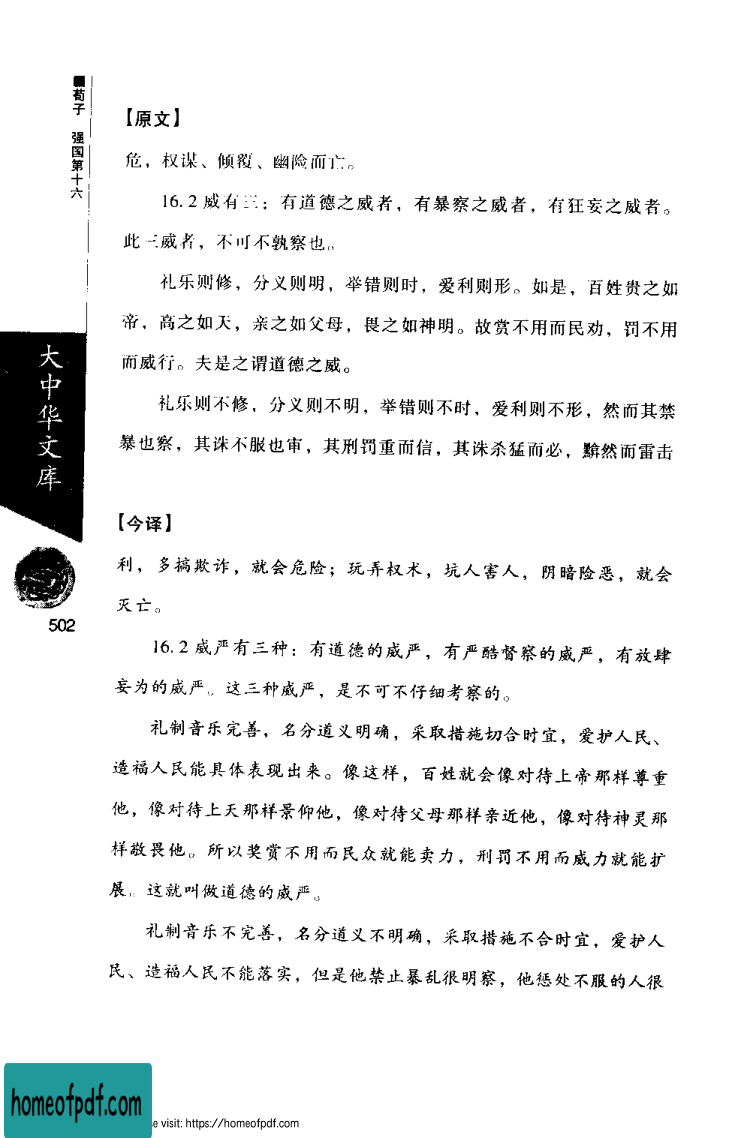 ■荀子 强国第十六
【原文】
危，权谋、倾覆、幽险而亡。
16.2 威有三：有道德之威者，有暴察之威者，有狂妄之威者。
此三威者，不可不孰察也。
礼乐则修，分义则明，举错则时，爱利则形。如是，百姓贵之如
帝，高之如天，亲之如父母，畏之如神明。故赏不用而民劝，罚不用
而威行。夫是之谓道德之威。
礼乐则不修，分义则不明，举错则不时，爱利则不形，然而其禁
暴也察，其诛不服也审，其刑罚重而信，其诛杀猛而必，黭然而雷击
大中华文库
【今译】
利，多搞欺诈，就会危险；玩弄权术，坑人害人，阴暗险恶，就会
灭亡。
502
16.2 威严有三种：有道德的威严，有严酷督察的威严，有放肆
妄为的威严。这三种威严，是不可不仔细考察的。
礼制音乐完善，名分道义明确，采取措施切合时宜，爱护人民、
造福人民能具体表现出来。像这样，百姓就会像对待上帝那样尊重
他，像对待上天那样景仰他，像对待父母那样亲近他，像对待神灵那
样敬畏他。所以奖赏不用而民众就能卖力，刑罚不用而威力就能扩
展。这就叫做道德的威严。
礼制音乐不完善，名分道义不明确，采取措施不合时宜，爱护人
民、造福人民不能落实，但是他禁止暴乱很明察，他惩处不服的人很
homeofpdf.com
e visit: https://homeofpdf.com